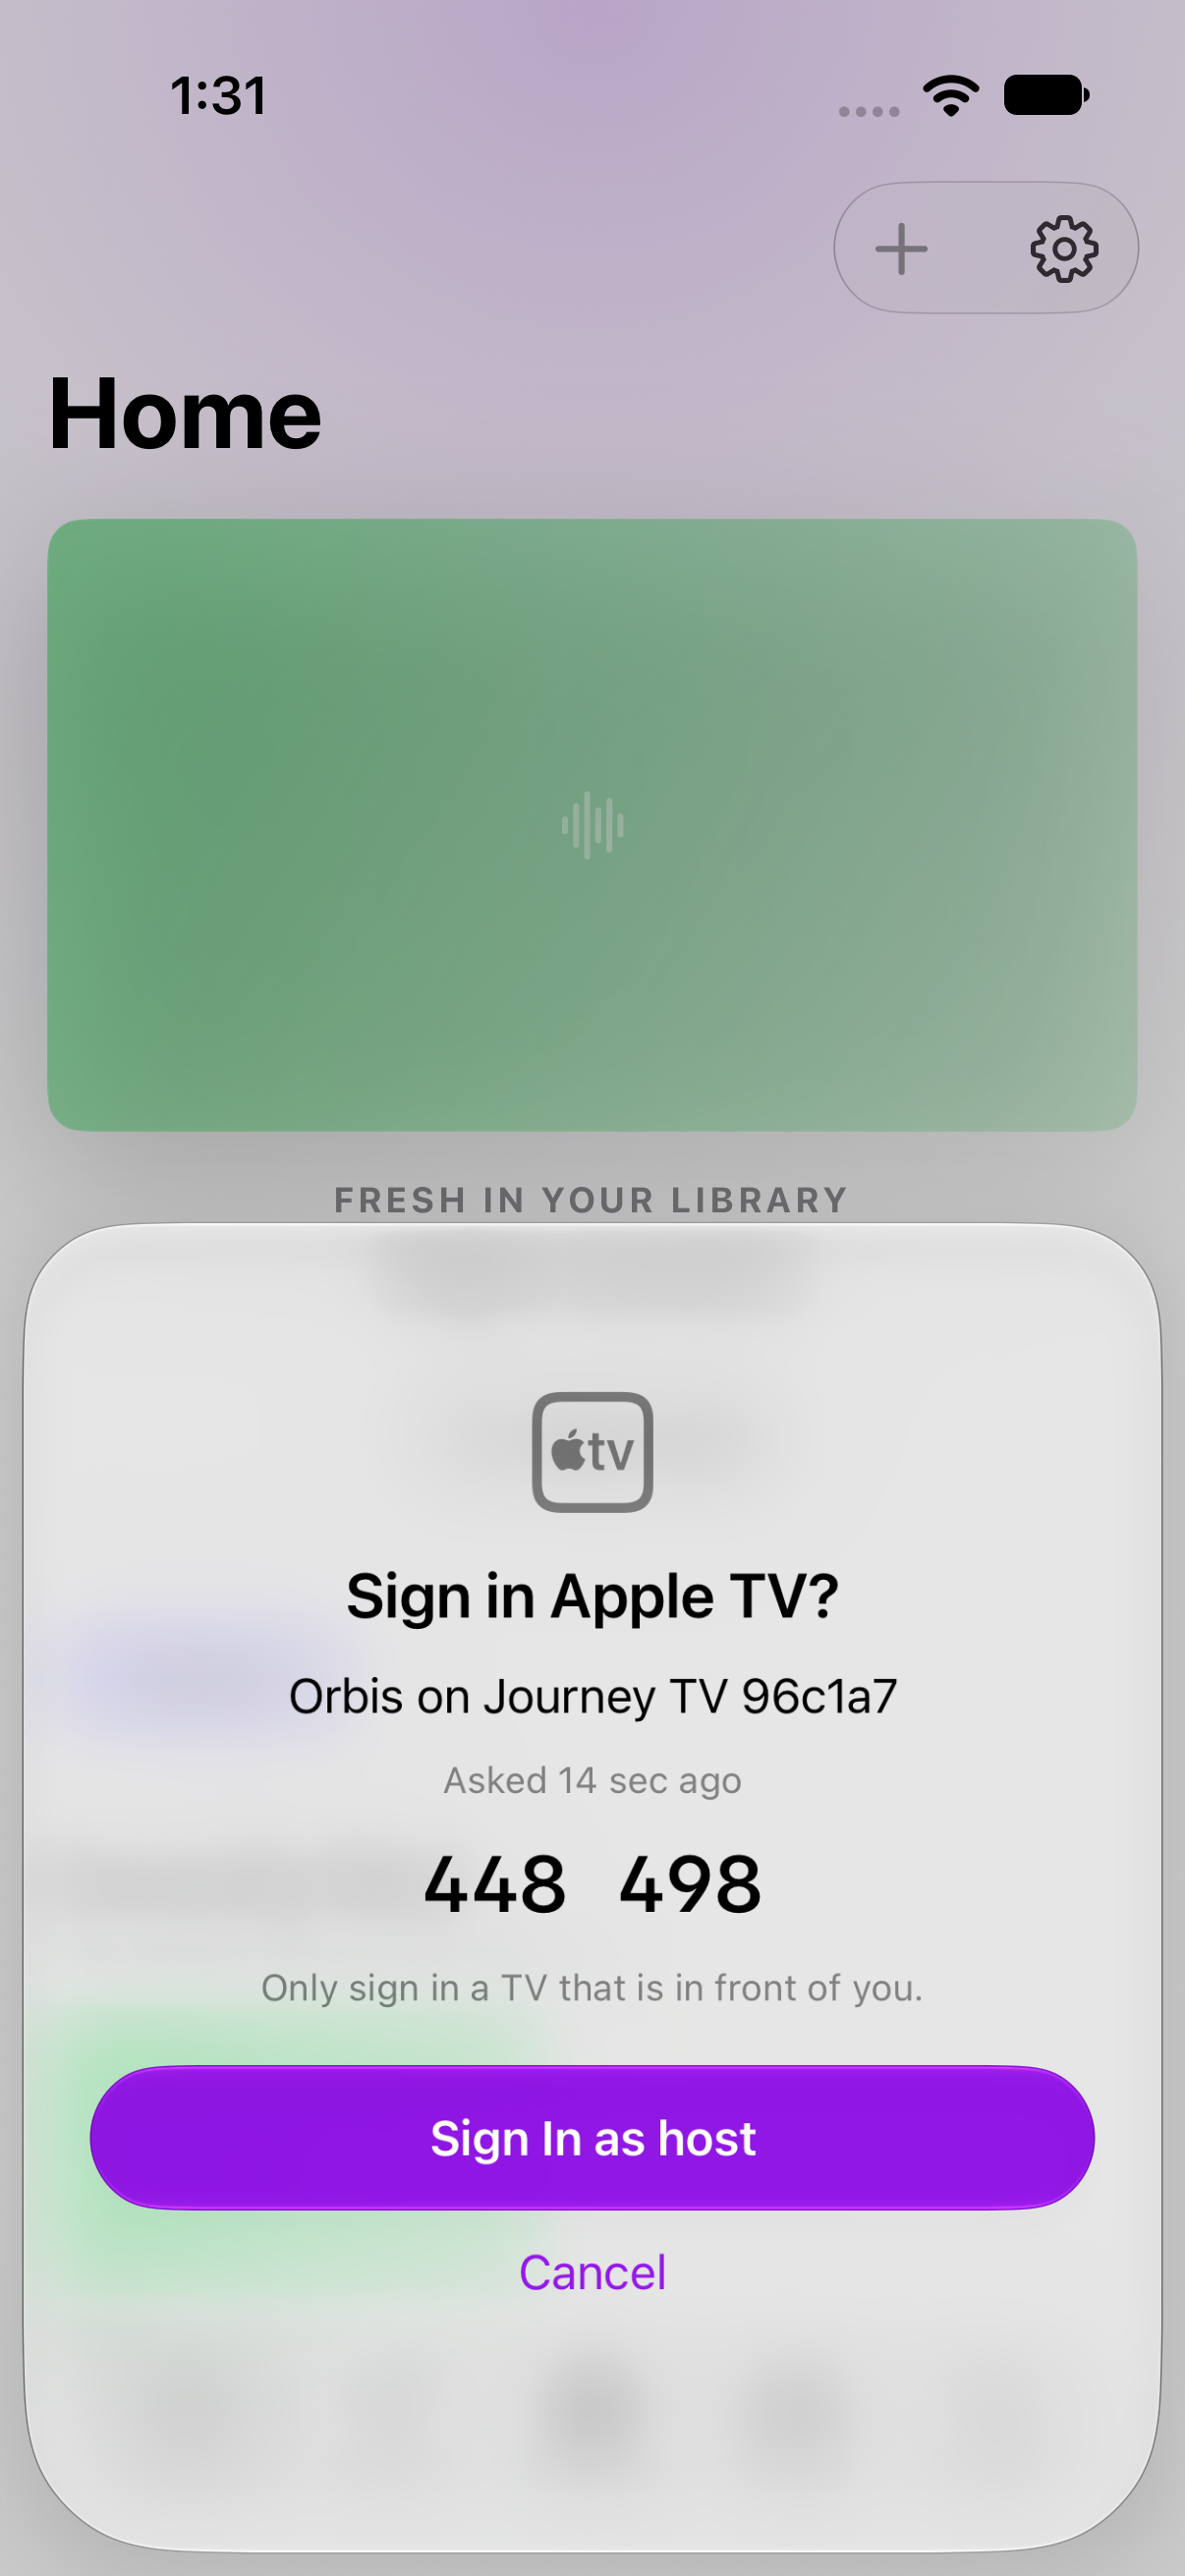 1:31
Home
FRESH IN YOUR LIBRARY
tv
Sign in Apple TV?
Orbis on Journey TV 96c1a7
Asked 14 sec ago
448 498
Only sign in a TV that is in front of you.
Sign In as host
Cancel